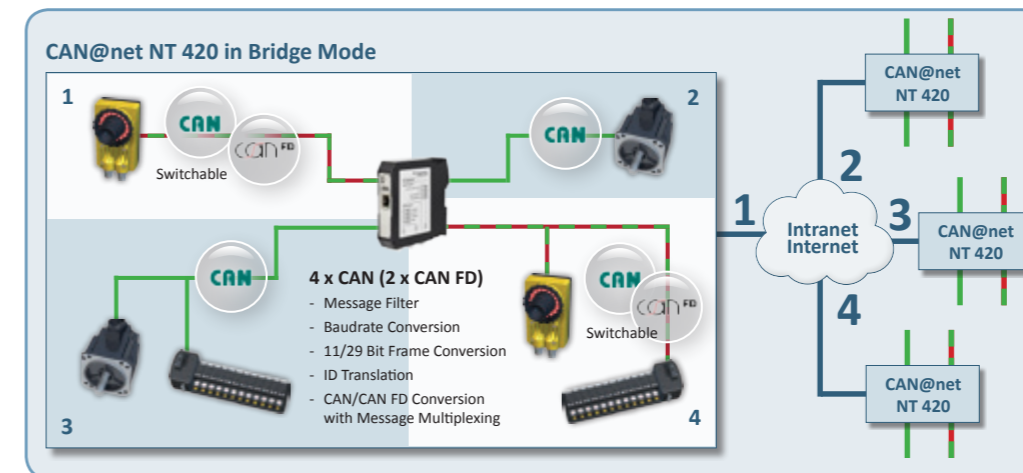 CAN@net NT 420 in Bridge Mode
1
CAN
can FD
Switchable
2
CAN
3
CAN
4 x CAN (2 x CAN FD)
- Message Filter
- Baudrate Conversion
- 11/29 Bit Frame Conversion
- ID Translation
- CAN/CAN FD Conversion
with Message Multiplexing
CAN
can FD
Switchable
4
1
Intranet
Internet
2
CAN@net
NT 420
3
CAN@net
NT 420
4
CAN@net
NT 420